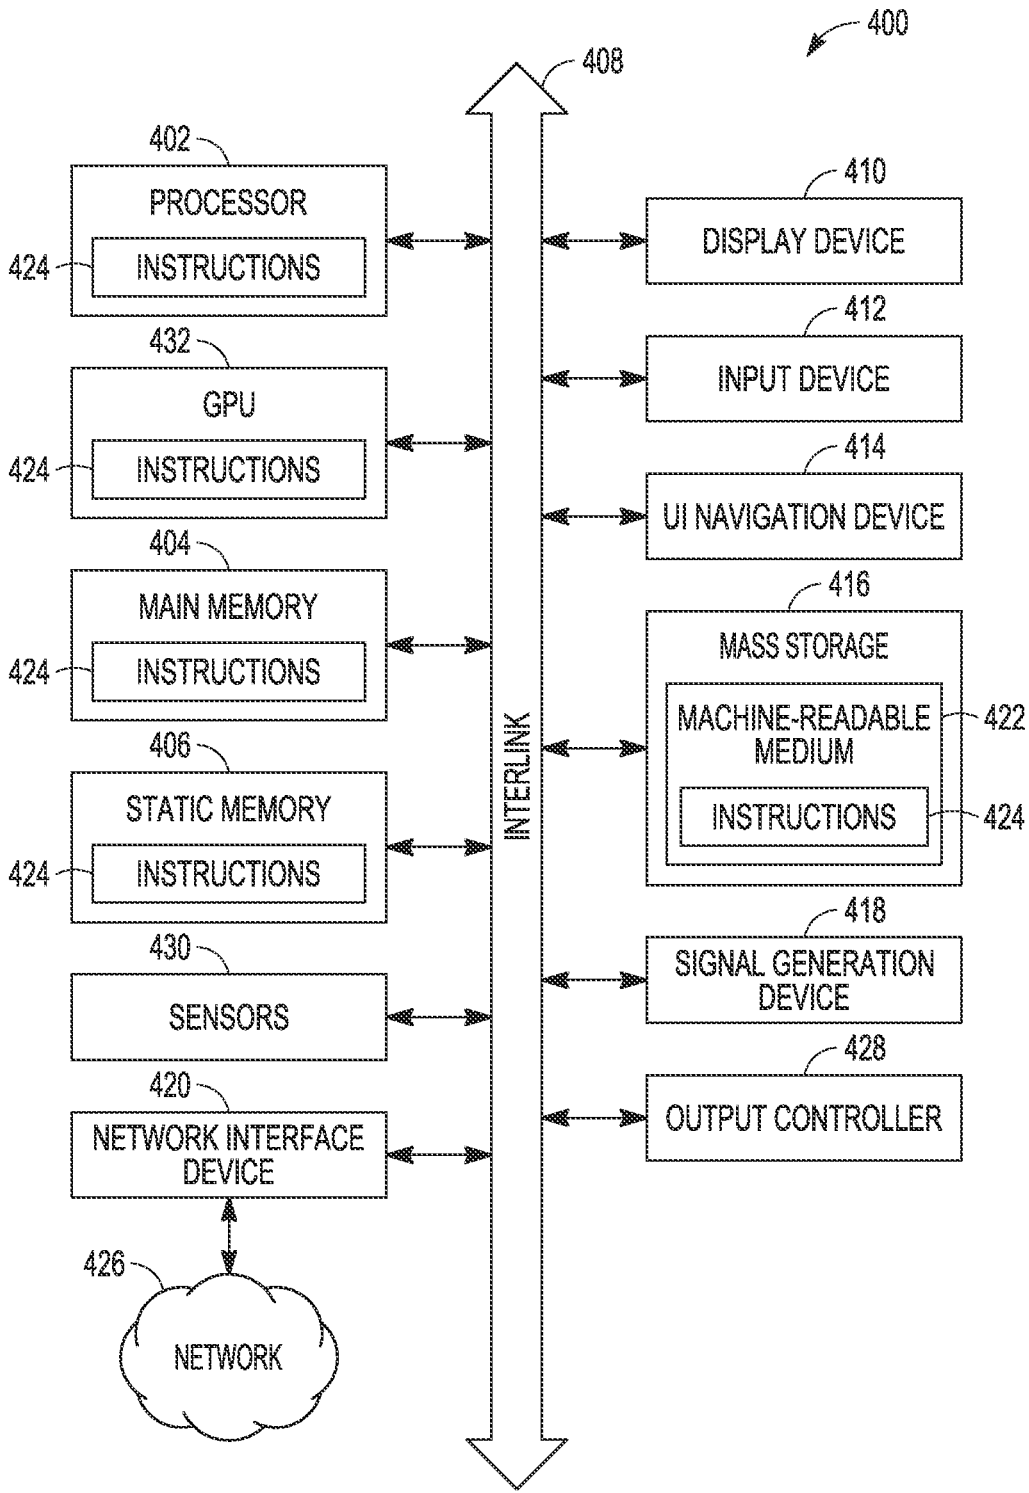 400
408
402
PROCESSOR
424
INSTRUCTIONS
432
GPU
424
INSTRUCTIONS
404
MAIN MEMORY
424
INSTRUCTIONS
406
STATIC MEMORY
424
INSTRUCTIONS
430
SENSORS
420
NETWORK INTERFACE
DEVICE
426
NETWORK
INTERLINK
410
DISPLAY DEVICE
412
INPUT DEVICE
414
UI NAVIGATION DEVICE
416
MASS STORAGE
MACHINE-READABLE
MEDIUM
422
INSTRUCTIONS
424
418
SIGNAL GENERATION
DEVICE
428
OUTPUT CONTROLLER